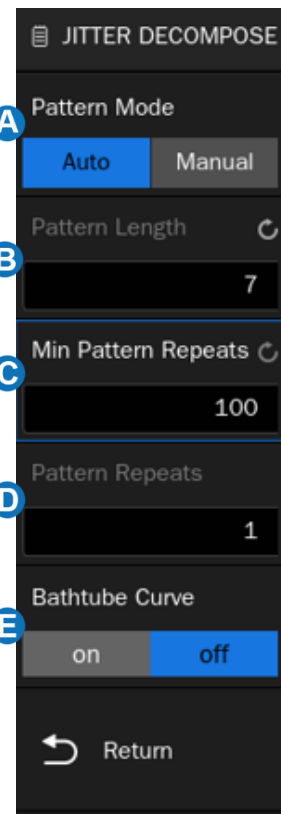 JITTER DECOMPOSE
A
Pattern Mode
Auto Manual
Pattern Length
B
7
Min Pattern Repeats
C
100
Pattern Repeats
D
1
Bathtube Curve
E
on off
Return